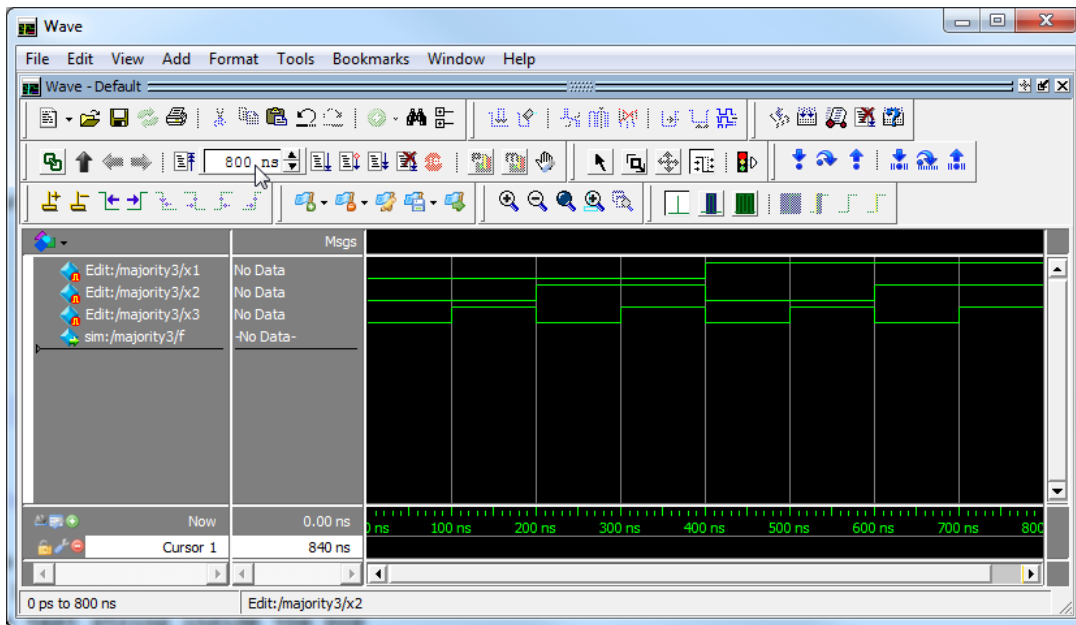 Wave
File Edit View Add Format Tools Bookmarks Window Help
Wave - Default
800 ns
Msgs
Edit:/majority3/x1 No Data
Edit:/majority3/x2 No Data
Edit:/majority3/x3 No Data
sim:/majority3/f -No Data-
Now 0.00 ns
ns 100 ns 200 ns 300 ns 400 ns 500 ns 600 ns 700 ns 800
Cursor 1 840 ns
0 ps to 800 ns Edit:/majority3/x2